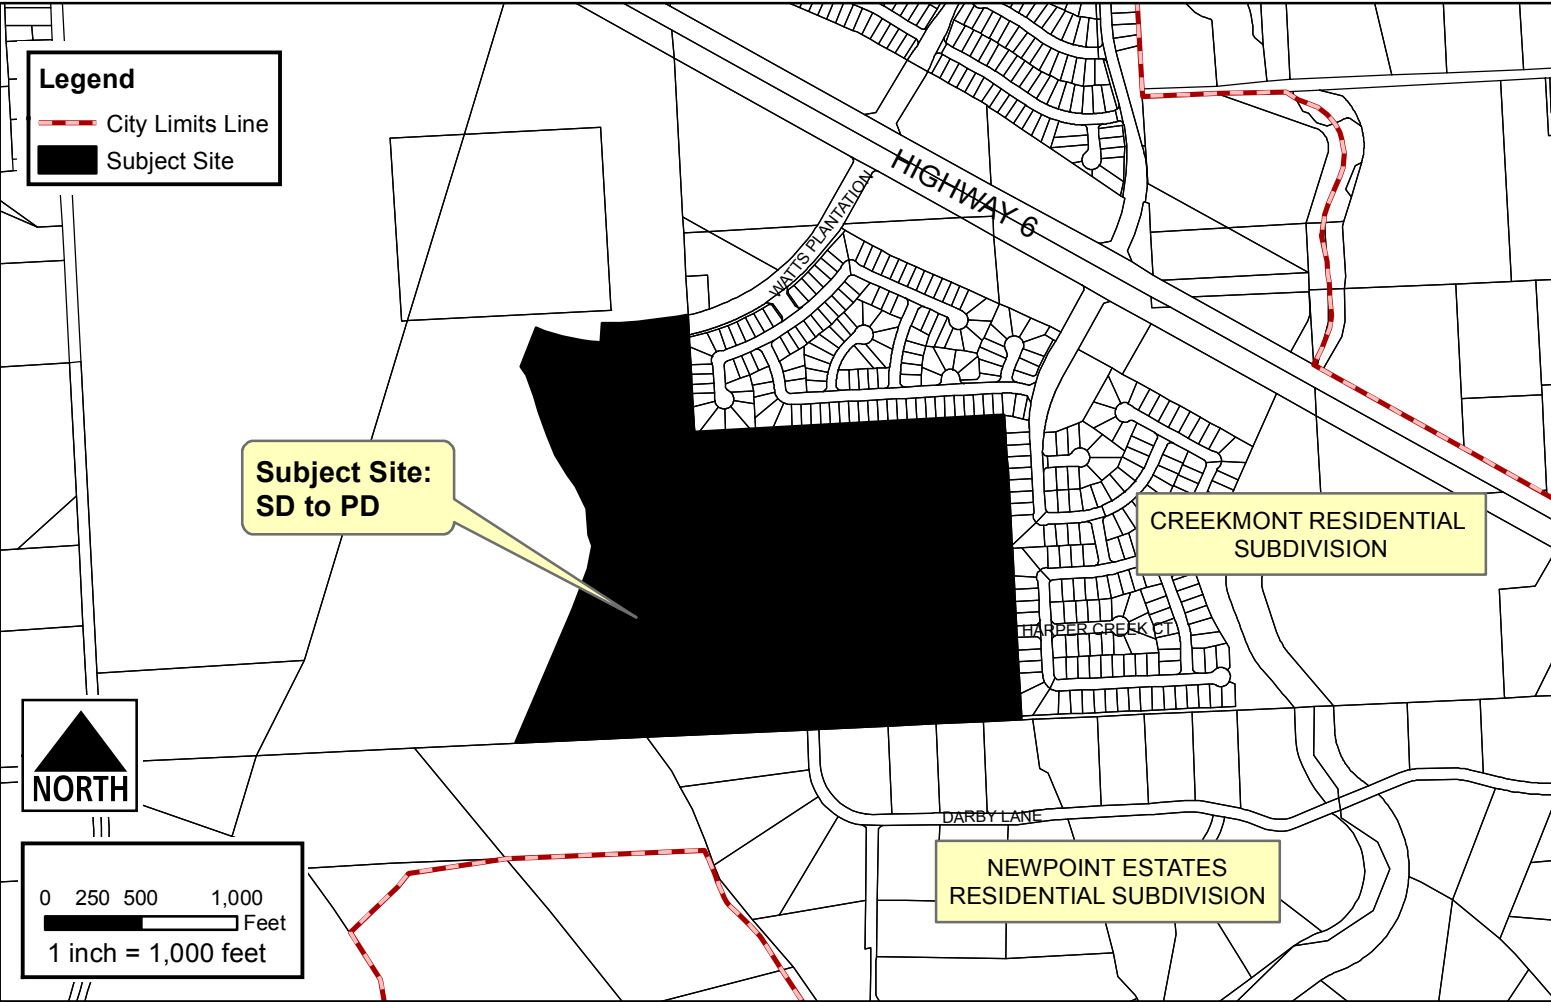 Legend
City Limits Line
Subject Site
HIGHWAY 6
WATTS PLANTATION
Subject Site:
SD to PD
CREEKMONT RESIDENTIAL
SUBDIVISION
HARPER CREEK CT
NORTH
DARBY LANE
NEWPOINT ESTATES
RESIDENTIAL SUBDIVISION
0 250 500 1,000
Feet
1 inch = 1,000 feet